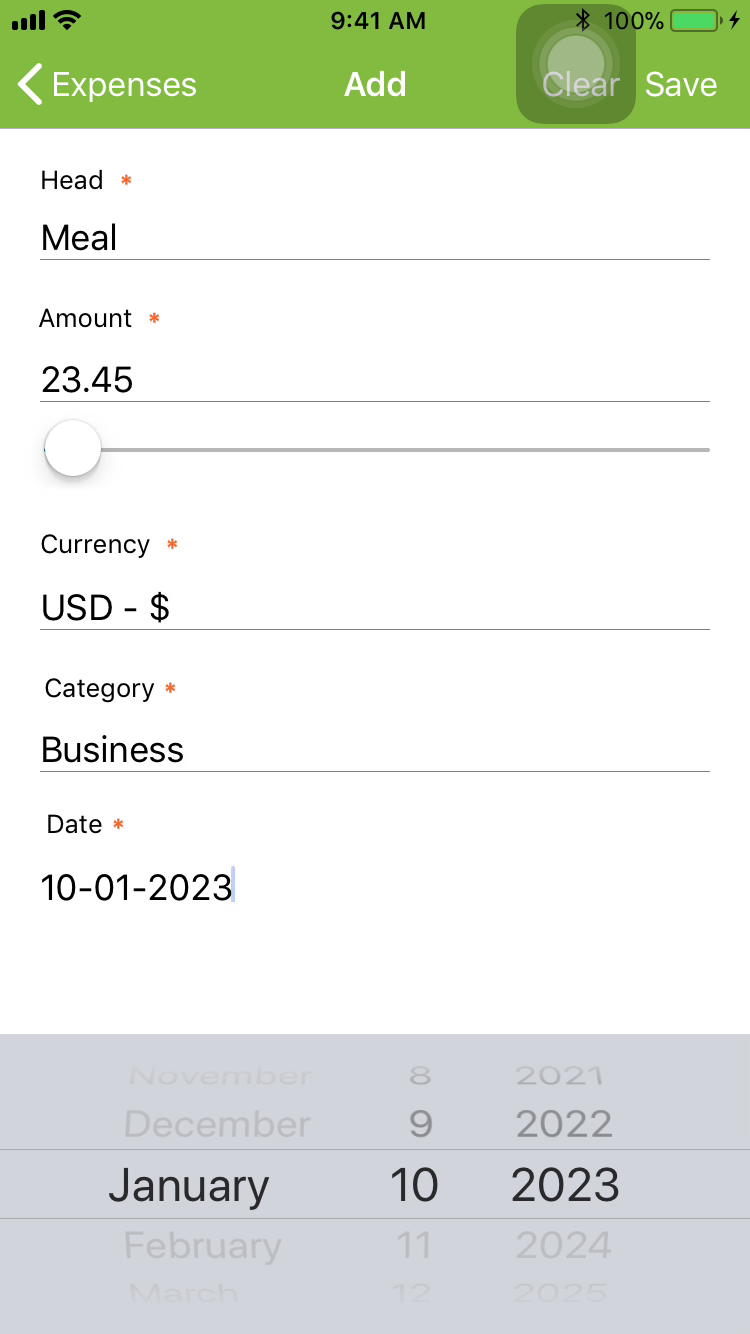 9:41 AM 100%
Expenses Add Clear Save
Head *
Meal
Amount *
23.45
Currency *
USD - $
Category *
Business
Date *
10-01-2023
November 8 2021
December 9 2022
January 10 2023
February 11 2024
March 12 2025